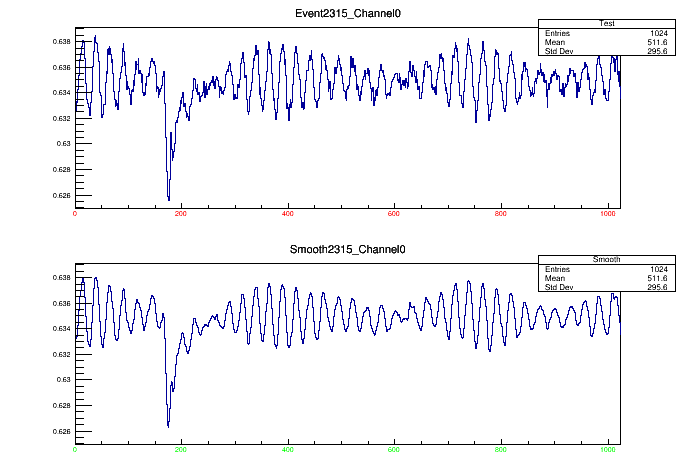 Event2315_Channel0
Test
Entries 1024
Mean 511.6
Std Dev 295.6
0.638
0.636
0.634
0.632
0.63
0.628
0.626
0 200 400 600 800 1000
Smooth2315_Channel0
Smooth
Entries 1024
Mean 511.6
Std Dev 295.6
0.638
0.636
0.634
0.632
0.63
0.628
0.626
0 200 400 600 800 1000